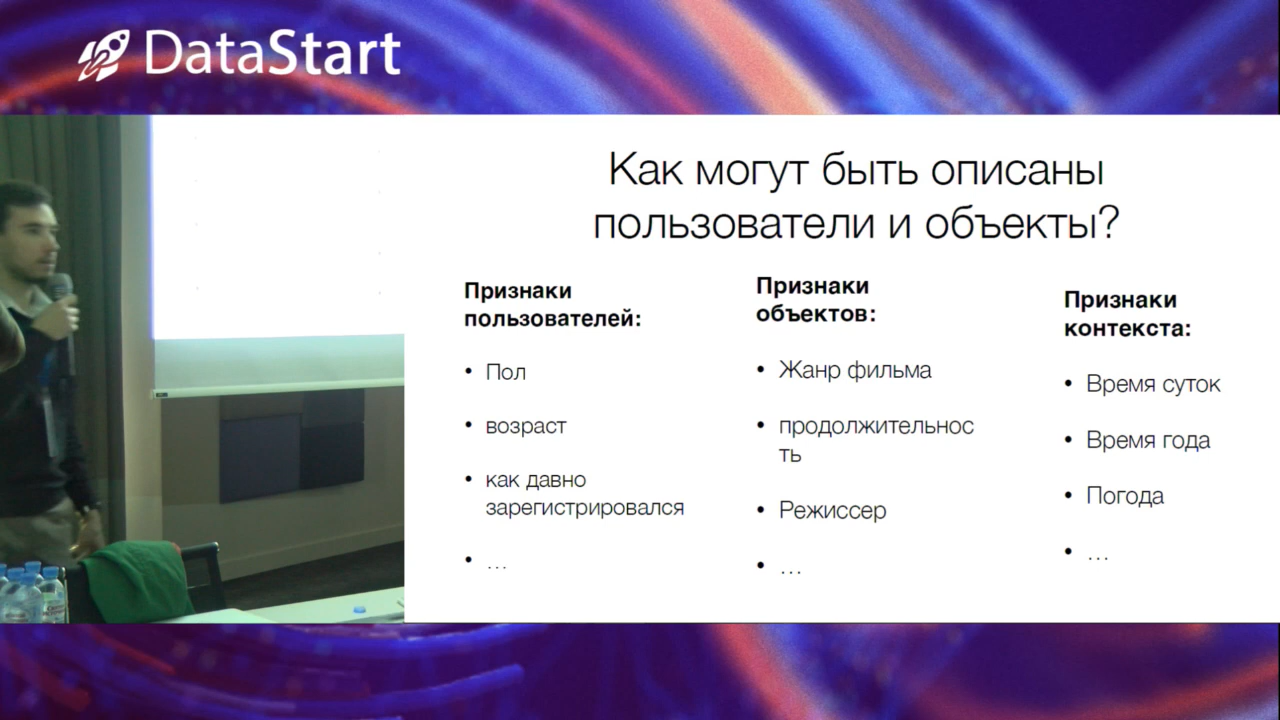 DataStart
Как могут быть описаны
пользователи и объекты?
Признаки
пользователей:
• Пол
• возраст
• как давно
зарегистрировался
• ...
Признаки
объектов:
• Жанр фильма
• продолжительнос
ть
• Режиссер
• ...
Признаки
контекста:
• Время суток
• Время года
• Погода
• ...